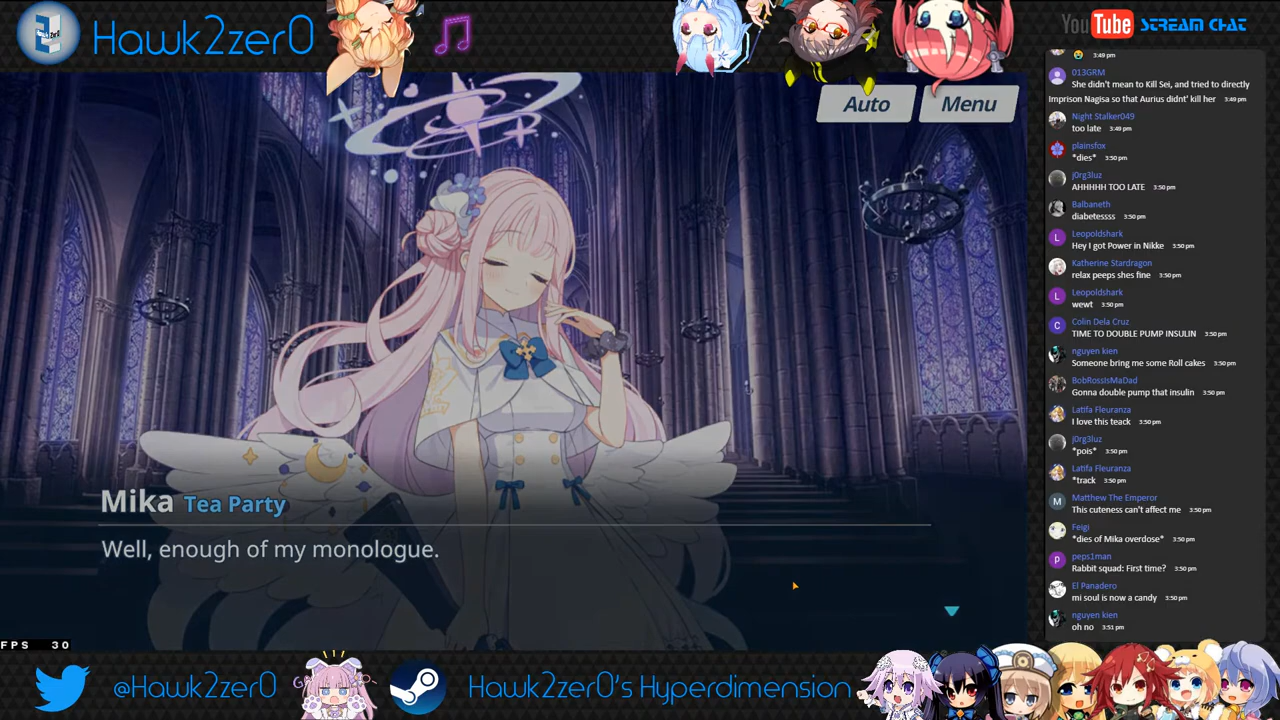 Hawk2zer0
YouTube STREAM CHAT
Auto
Menu
3:49 pm
013GRM
She didn't mean to Kill Sei, and tried to directly
Imprison Nagisa so that Aurius didnt' kill her 3:49 pm
Night Stalker049
too late 3:49 pm
plainsfox
*dies* 3:50 pm
j0rg3luz
AHHHHH TOO LATE 3:50 pm
Balbaneth
diabetessss 3:50 pm
Leopoldshark
Hey I got Power in Nikke 3:50 pm
Katherine Stardragon
relax peeps shes fine 3:50 pm
Leopoldshark
wewt 3:50 pm
Colin Dela Cruz
TIME TO DOUBLE PUMP INSULIN 3:50 pm
nguyen kien
Someone bring me some Roll cakes 3:50 pm
BobRossIsMaDad
Gonna double pump that insulin 3:50 pm
Latifa Fleuranza
I love this teack 3:50 pm
j0rg3luz
*pois* 3:50 pm
Latifa Fleuranza
*track 3:50 pm
Matthew The Emperor
This cuteness can't affect me 3:50 pm
Feigi
*dies of Mika overdose* 3:50 pm
peps1man
Rabbit squad: First time? 3:50 pm
El Panadero
mi soul is now a candy 3:50 pm
nguyen kien
oh no 3:51 pm
Mika Tea Party
Well, enough of my monologue.
FPS 30
@Hawk2zer0
Hawk2zer0's Hyperdimension